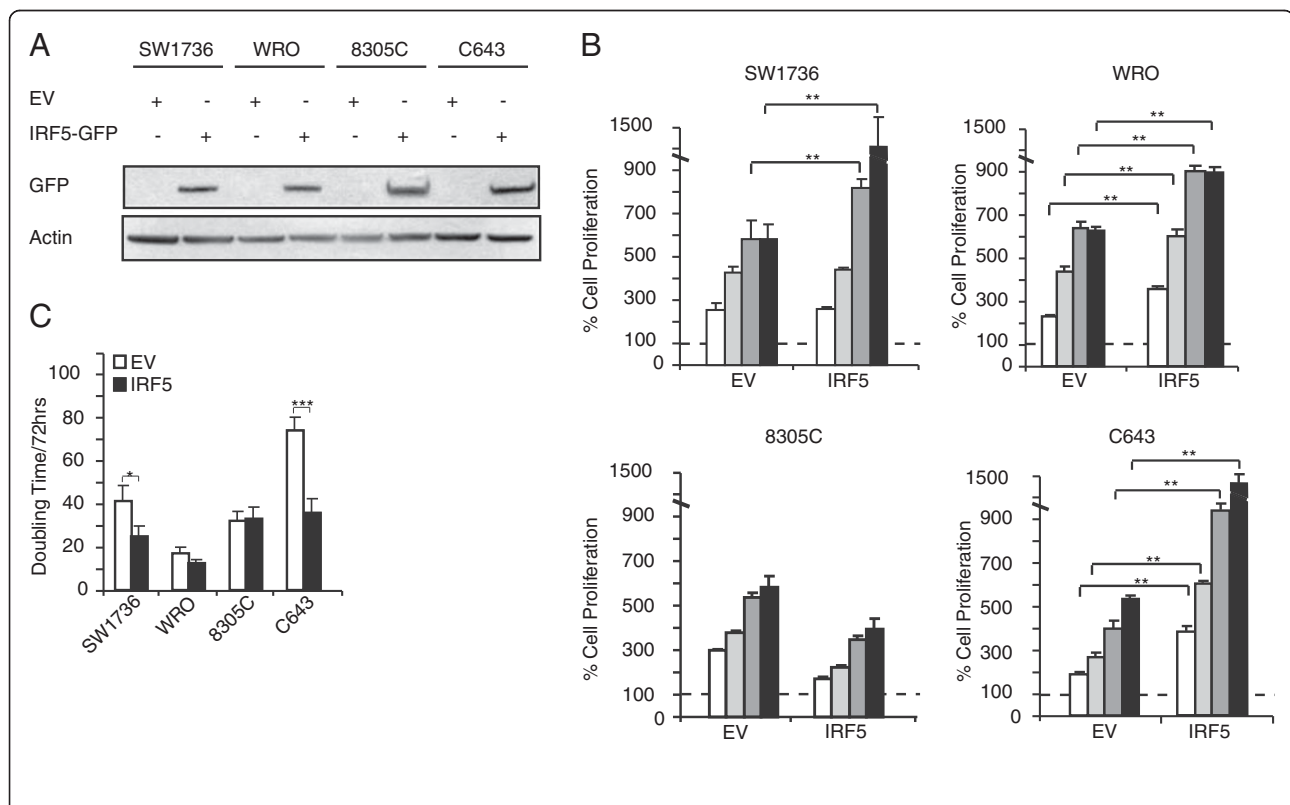 A
SW1736 WRO 8305C C643
EV + - + - + - + -
IRF5-GFP - + - + - + - +
GFP
Actin
B
SW1736
**
**
% Cell Proliferation
1500
900
700
500
300
100
0
EV IRF5
WRO
**
**
**
**
% Cell Proliferation
1500
900
700
500
300
100
0
EV IRF5
C
EV
IRF5
Doubling Time/72hrs
100
80
60
40
20
0
*
***
SW1736
WRO
8305C
C643
8305C
% Cell Proliferation
1500
900
700
500
300
100
0
EV IRF5
C643
**
**
**
**
% Cell Proliferation
1500
900
700
500
300
100
0
EV IRF5